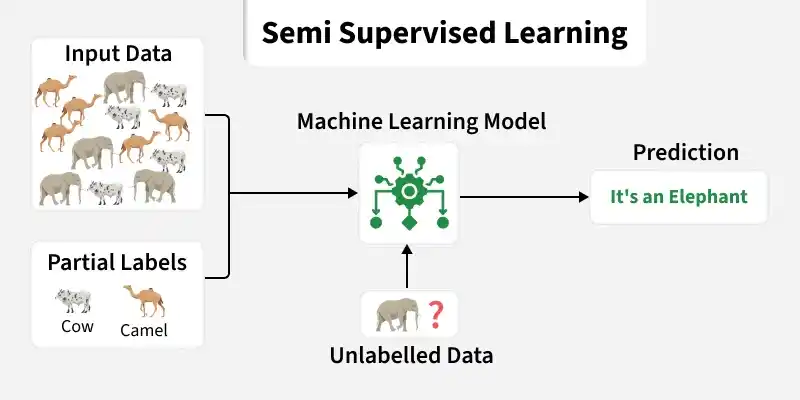 Semi Supervised Learning
Input Data
Machine Learning Model
Prediction
It's an Elephant
Partial Labels
Cow
Camel
?
Unlabelled Data